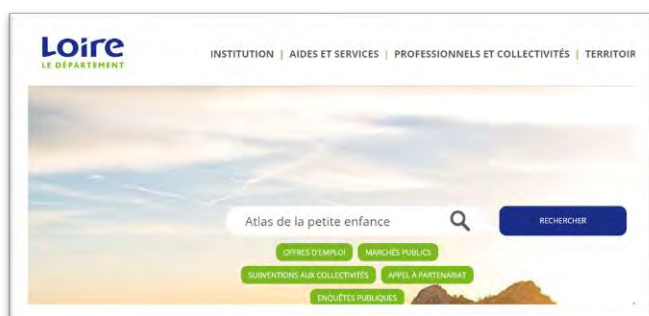 Loire
LE DÉPARTEMENT
INSTITUTION | AIDES ET SERVICES | PROFESSIONNELS ET COLLECTIVITÉS | TERRITOIR
Atlas de la petite enfance
RECHERCHER
OFFRES D'EMPLOI MARCHÉS PUBLICS
SUBVENTIONS AUX COLLECTIVITÉS APPEL À PARTENARIAT
ENQUÊTES PUBLIQUES